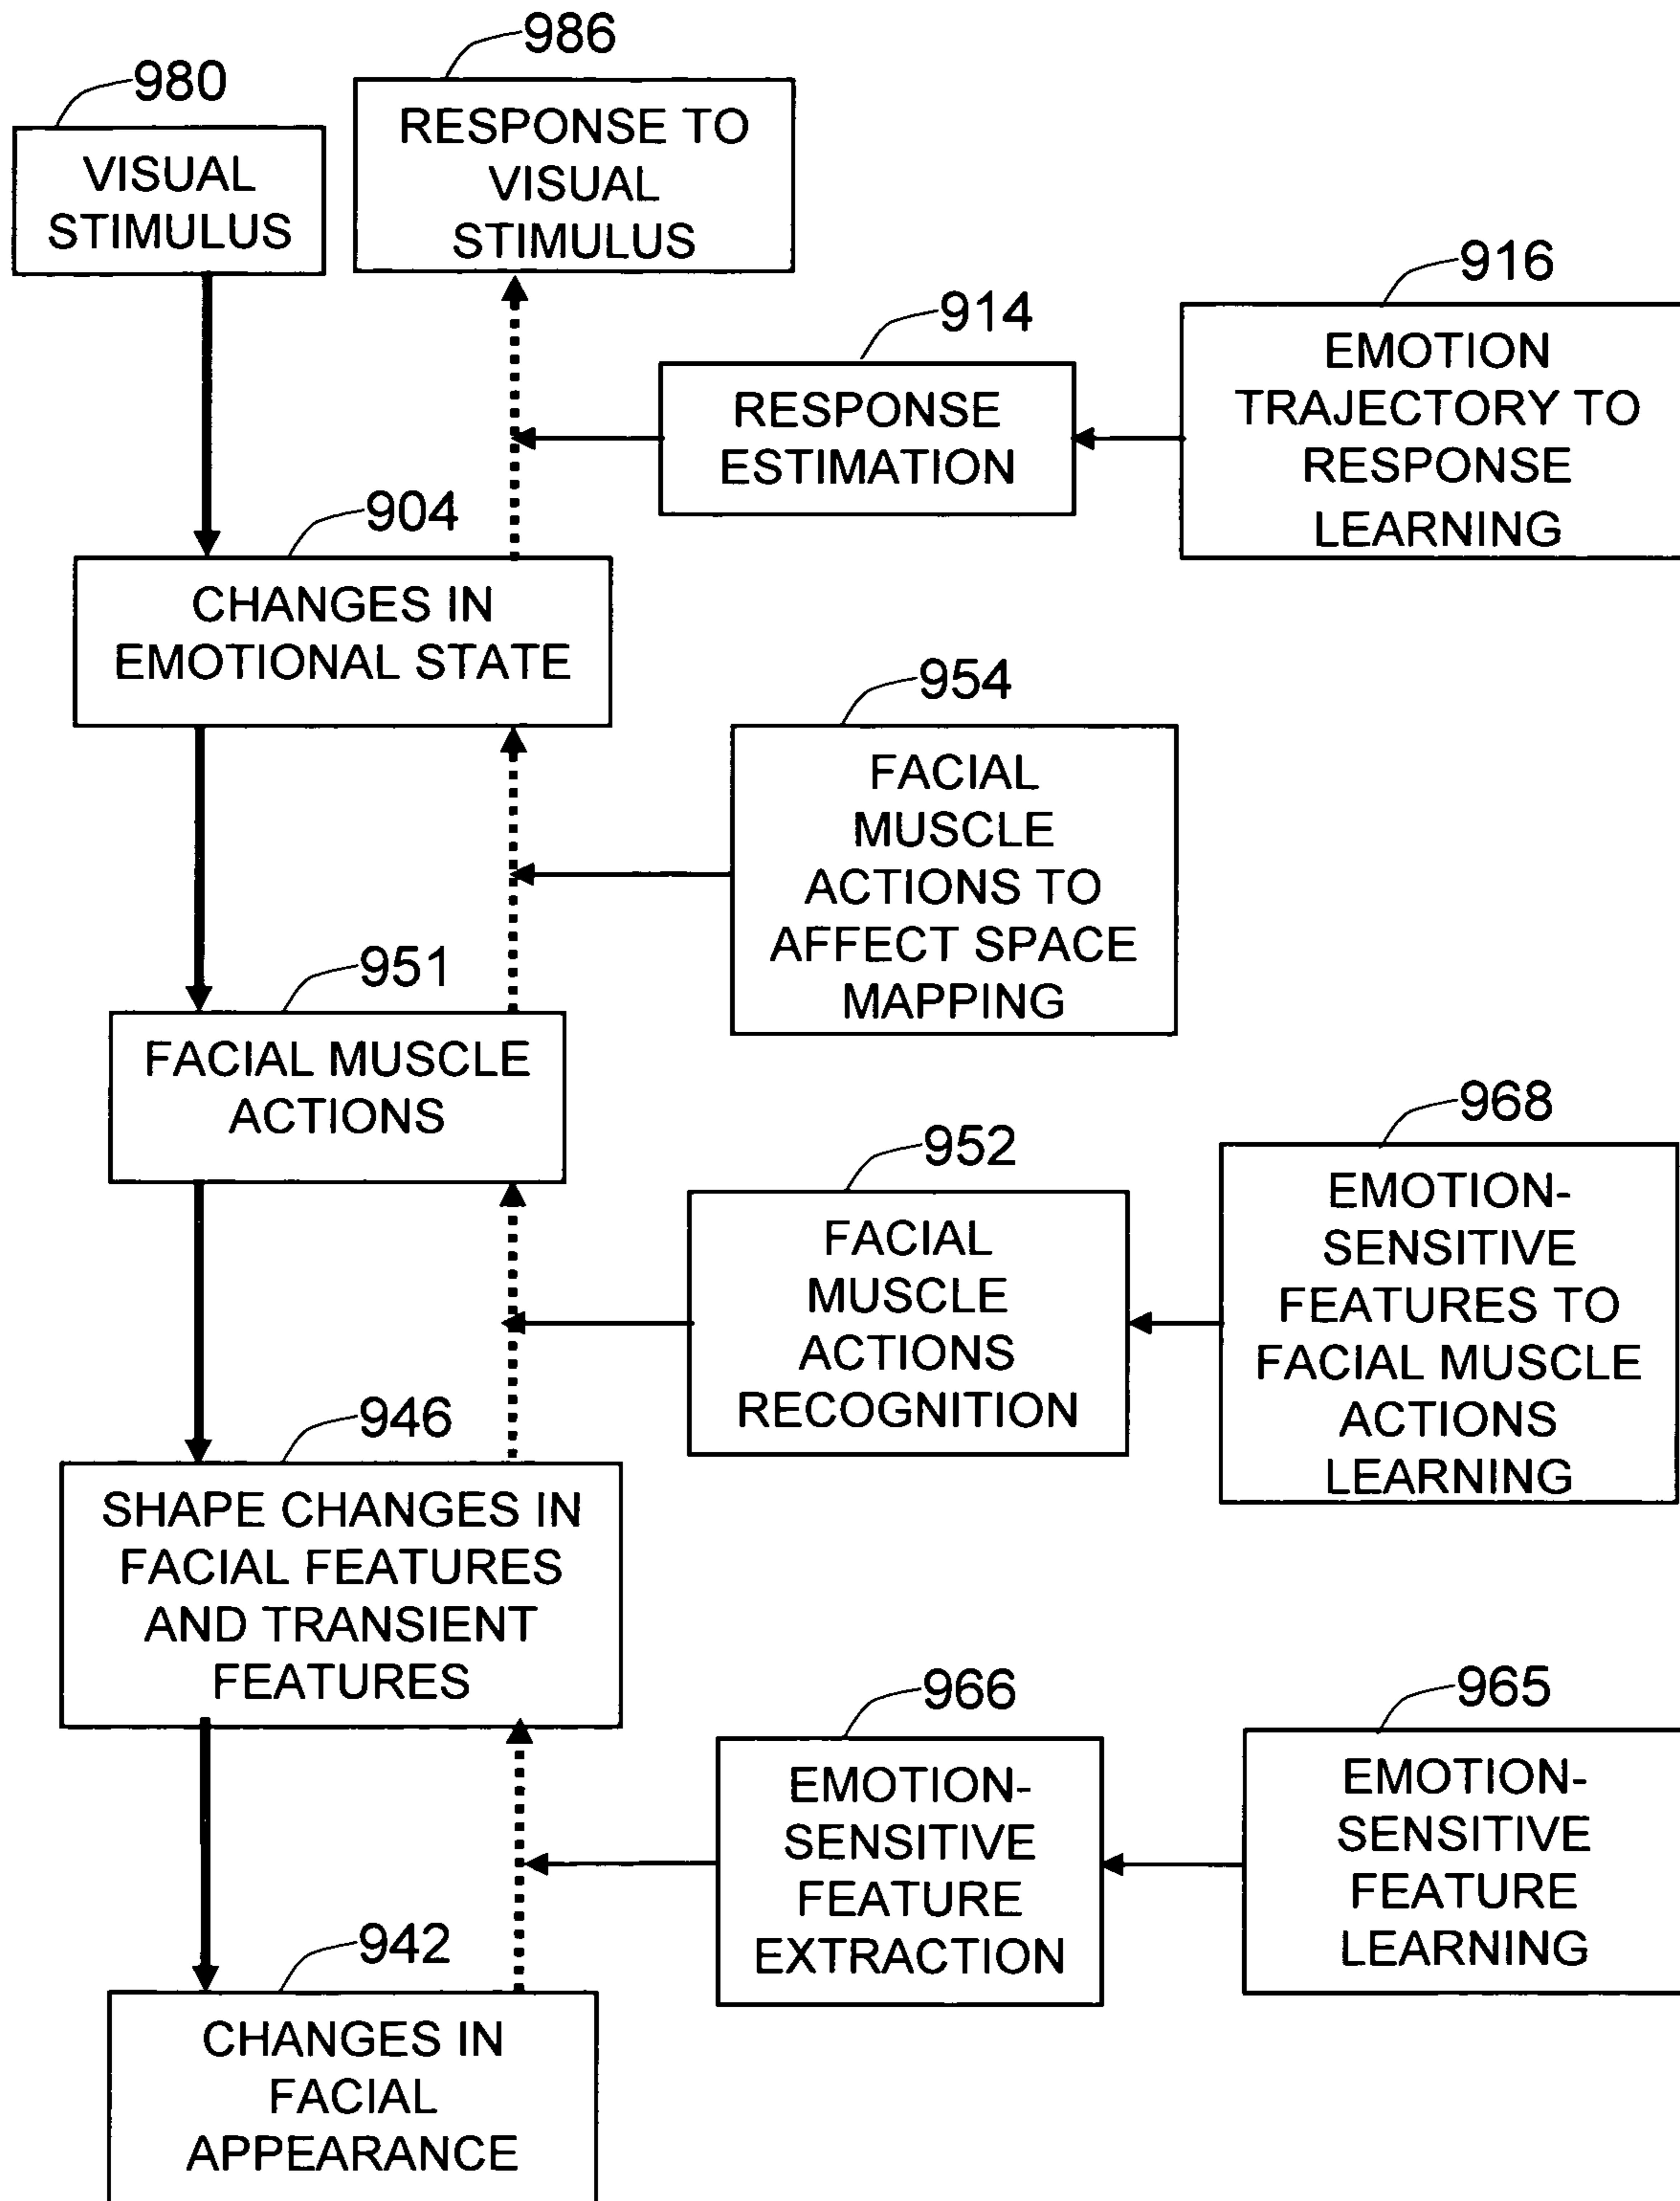 986
980
RESPONSE TO
VISUAL
STIMULUS
VISUAL
STIMULUS
916
914
EMOTION
TRAJECTORY TO
RESPONSE
LEARNING
RESPONSE
ESTIMATION
904
CHANGES IN
EMOTIONAL STATE
954
FACIAL
MUSCLE
ACTIONS TO
AFFECT SPACE
MAPPING
951
FACIAL MUSCLE
ACTIONS
968
952
EMOTION-
SENSITIVE
FEATURES TO
FACIAL MUSCLE
ACTIONS
LEARNING
FACIAL
MUSCLE
ACTIONS
RECOGNITION
946
SHAPE CHANGES IN
FACIAL FEATURES
AND TRANSIENT
FEATURES
966
965
EMOTION-
SENSITIVE
FEATURE
EXTRACTION
EMOTION-
SENSITIVE
FEATURE
LEARNING
942
CHANGES IN
FACIAL
APPEARANCE